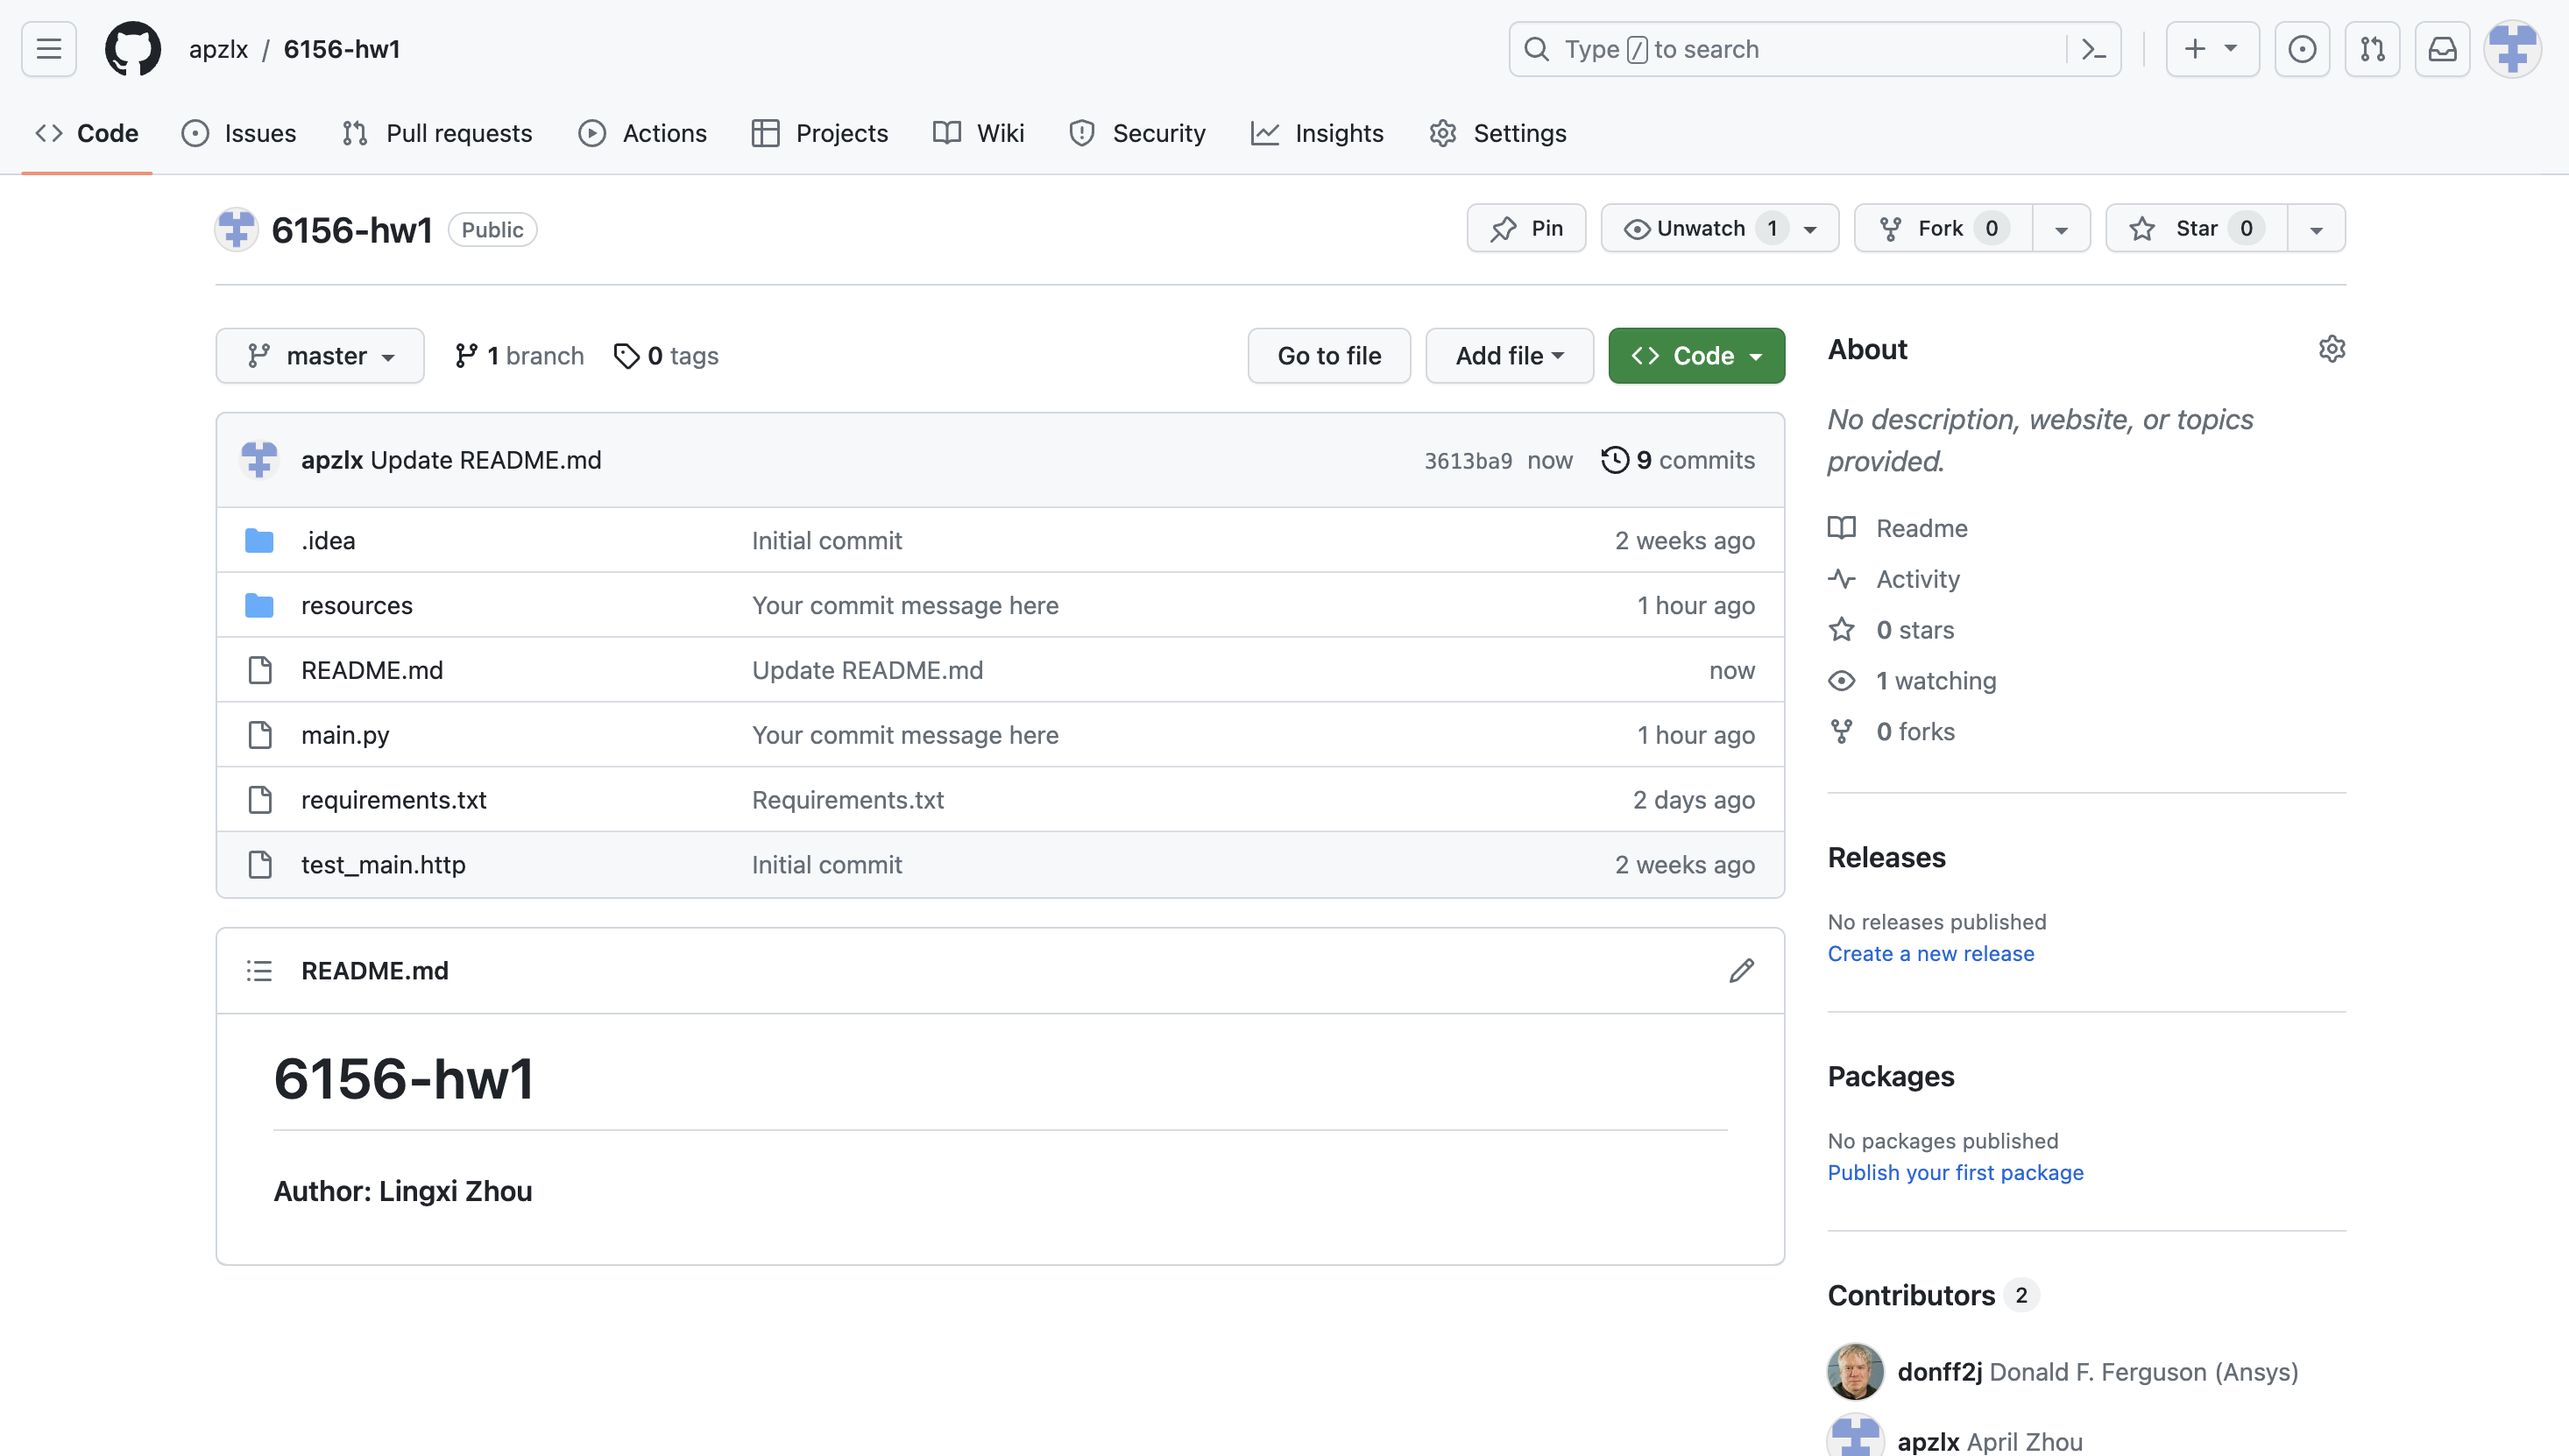 apzlx / 6156-hw1
Type / to search
Code Issues Pull requests Actions Projects Wiki Security Insights Settings
6156-hw1 Public
Pin Unwatch 1 Fork 0 Star 0
master 1 branch 0 tags Go to file Add file Code
apzlx Update README.md 3613ba9 now 9 commits
.idea Initial commit 2 weeks ago
resources Your commit message here 1 hour ago
README.md Update README.md now
main.py Your commit message here 1 hour ago
requirements.txt Requirements.txt 2 days ago
test_main.http Initial commit 2 weeks ago
README.md
6156-hw1
Author: Lingxi Zhou
About
No description, website, or topics
provided.
Readme
Activity
0 stars
1 watching
0 forks
Releases
No releases published
Create a new release
Packages
No packages published
Publish your first package
Contributors 2
donff2j Donald F. Ferguson (Ansys)
apzlx April Zhou